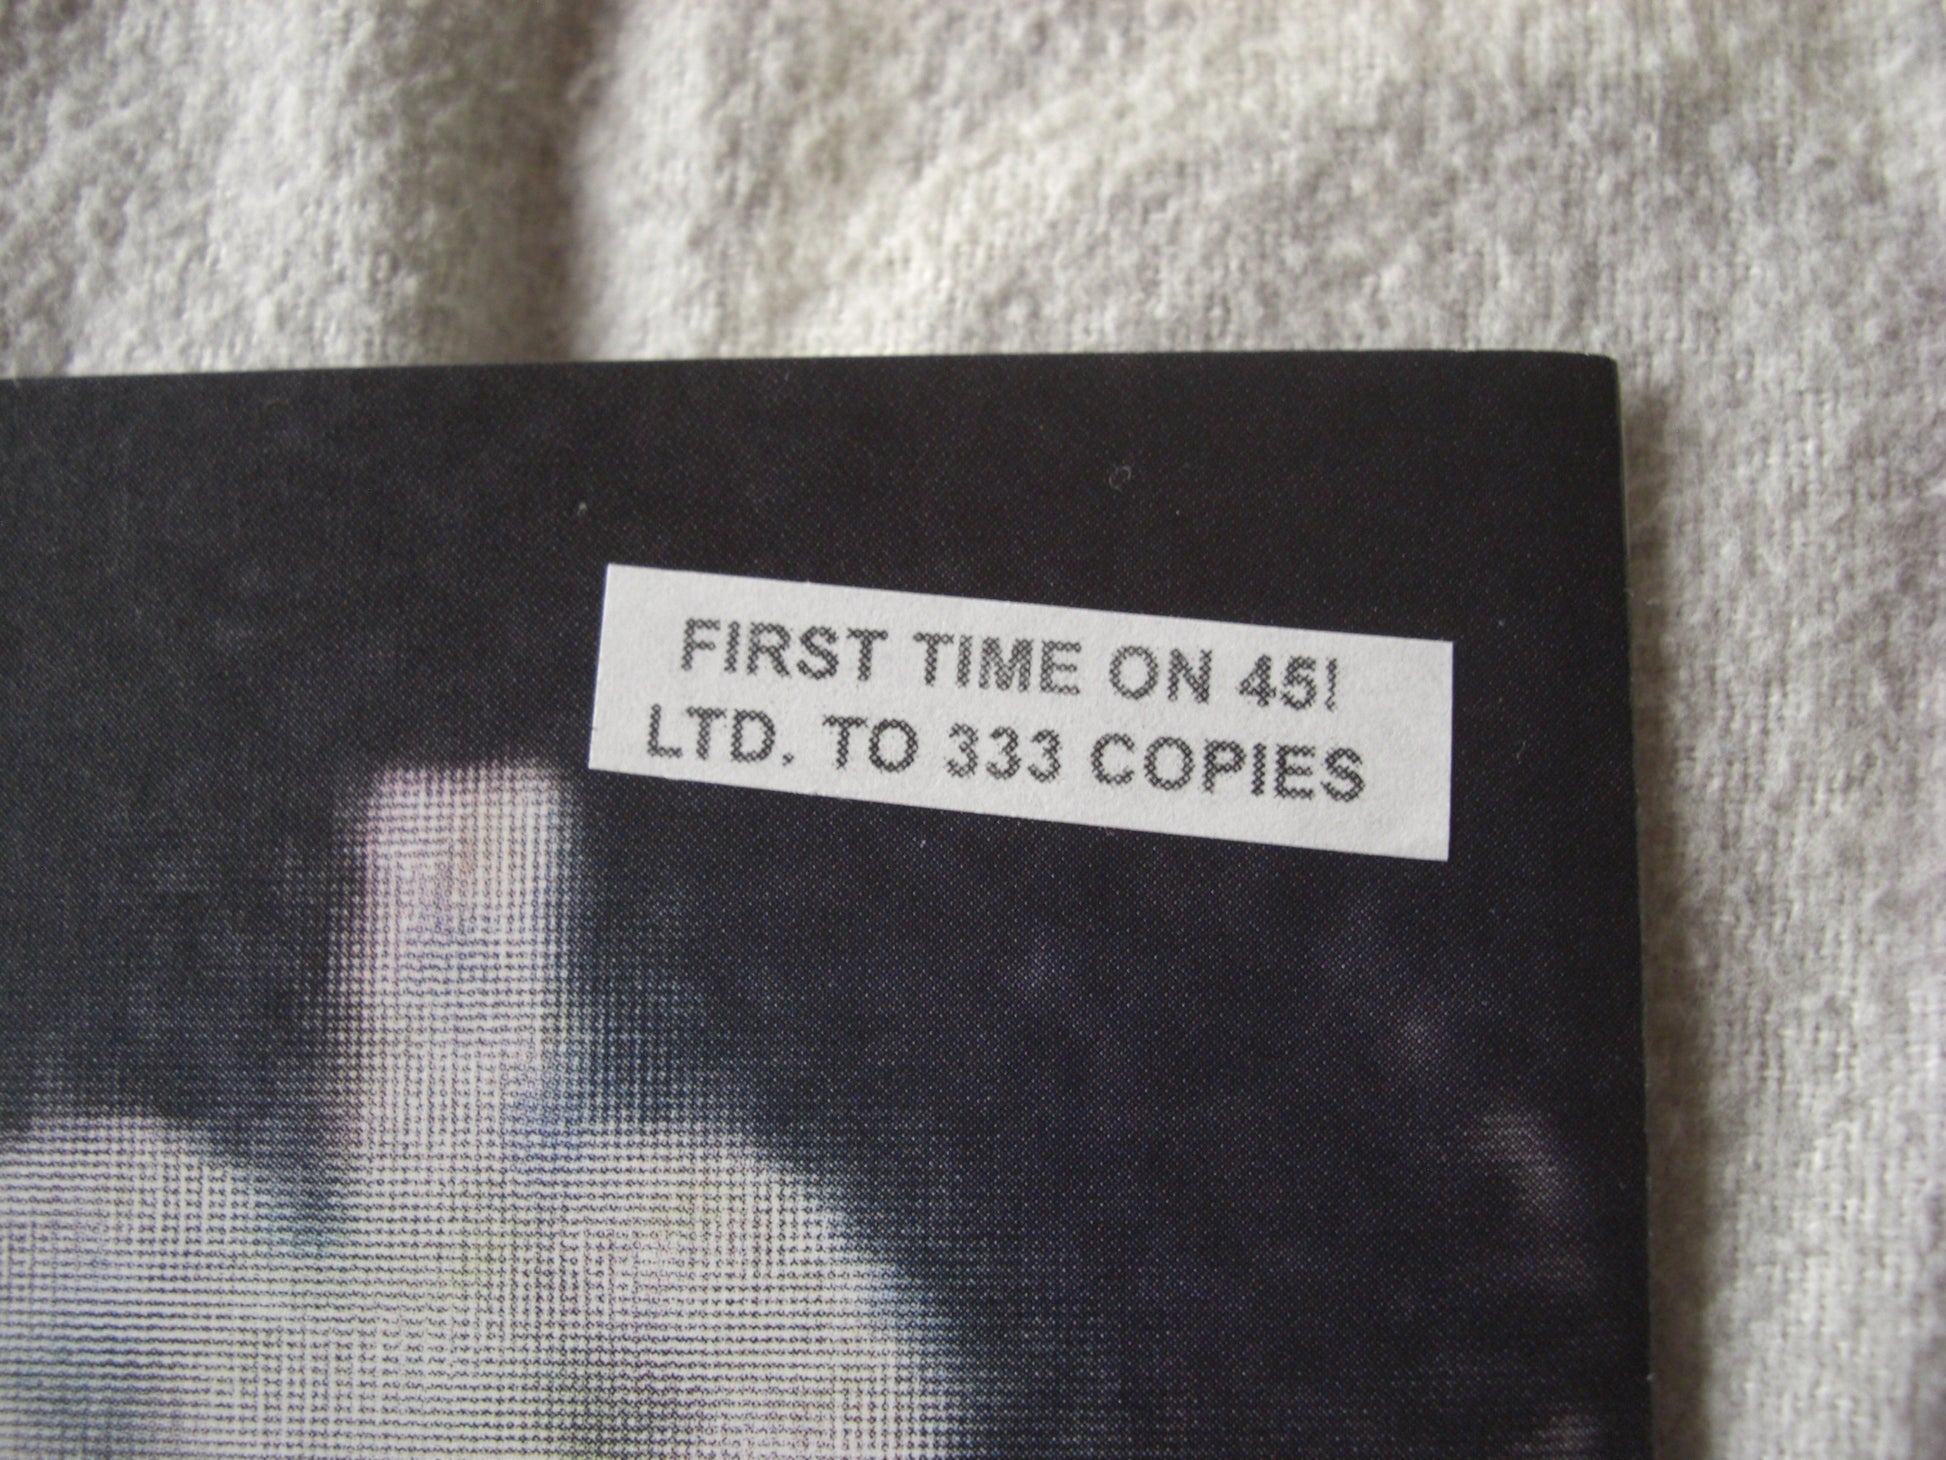 FIRST TIME ON 45!
LTD. TO 333 COPIES